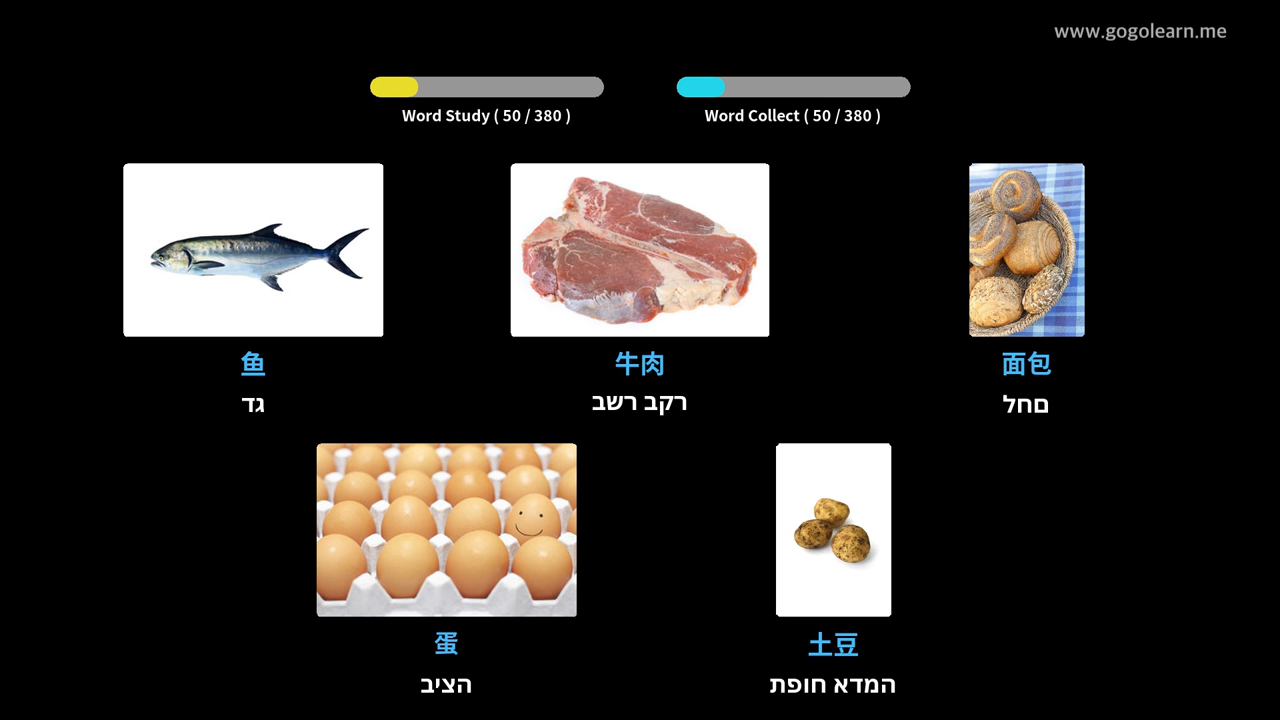 www.gogolearn.me
Word Study ( 50 / 380 )
Word Collect ( 50 / 380 )
鱼
גד
牛肉
רקב רשב
面包
םחל
蛋
הציב
土豆
המדא חופת